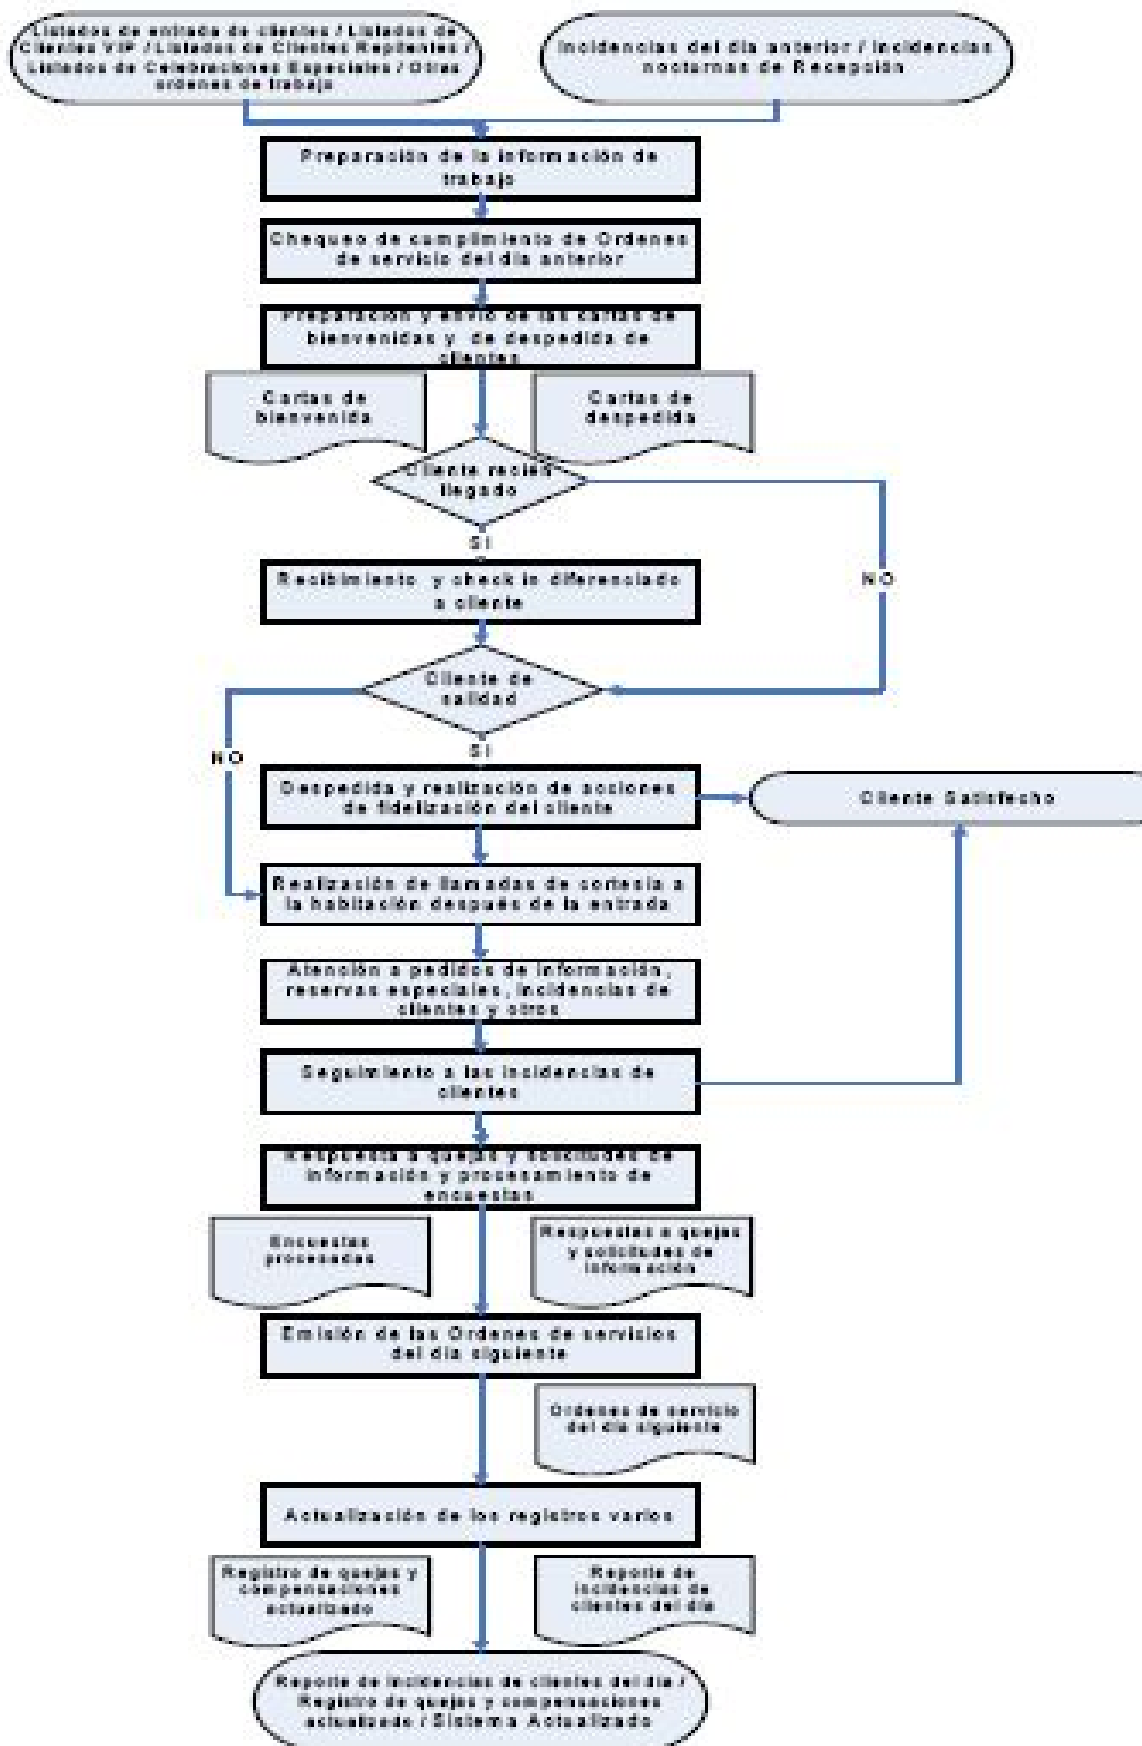 Listados de entrada de clientes / Listados de
Clientes VIP / Listados de Clientes Repitentes /
Listados de Celebraciones Especiales / Otras
ordenes de trabajo
Incidencias del día anterior / Incidencias
nocturnas de Recepción
Preparación de la información de
trabajo
Chequeo de cumplimiento de Ordenes
de servicio del día anterior
Preparación y envío de las cartas de
bienvenidas y de despedida de
clientes
Cartas de
bienvenida
Cartas de
despedida
Cliente recién
llegado
SI
Recibimiento y check in diferenciado
a cliente
NO
Cliente de
salidad
SI
NO
Despedida y realización de acciones
de fidelización del cliente
Cliente Satisfecho
Realización de llamadas de cortesía a
la habitación después de la entrada
Atención a pedidos de información,
reservas especiales, incidencias de
clientes y otros
Seguimiento a las incidencias de
clientes
Respuesta a quejas y solicitudes de
información y procesamiento de
encuestas
Encuestas
procesadas
Respuestas a quejas
y solicitudes de
información
Emisión de las Ordenes de servicios
del día siguiente
Ordenes de servicio
del día siguiente
Actualización de los registros varios
Registro de quejas y
compensaciones
actualizado
Reporte de
incidencias de
clientes del día
Reporte de incidencias de clientes del día /
Registro de quejas y compensaciones
actualizado / Sistema Actualizado